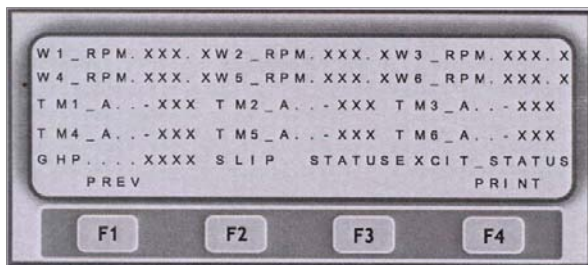 W1_RPM.XXX.XW2_RPM.XXX.XW3_RPM.XXX.X
W4_RPM.XXX.XW5_RPM.XXX.XW6_RPM.XXX.X
TM1_A..-XXX TM2_A..-XXX TM3_A..-XXX
TM4_A..-XXX TM5_A..-XXX TM6_A..-XXX
GHP....XXXX SLIP STATUSEXCIT_STATUS
PREV PRINT
F1 F2 F3 F4